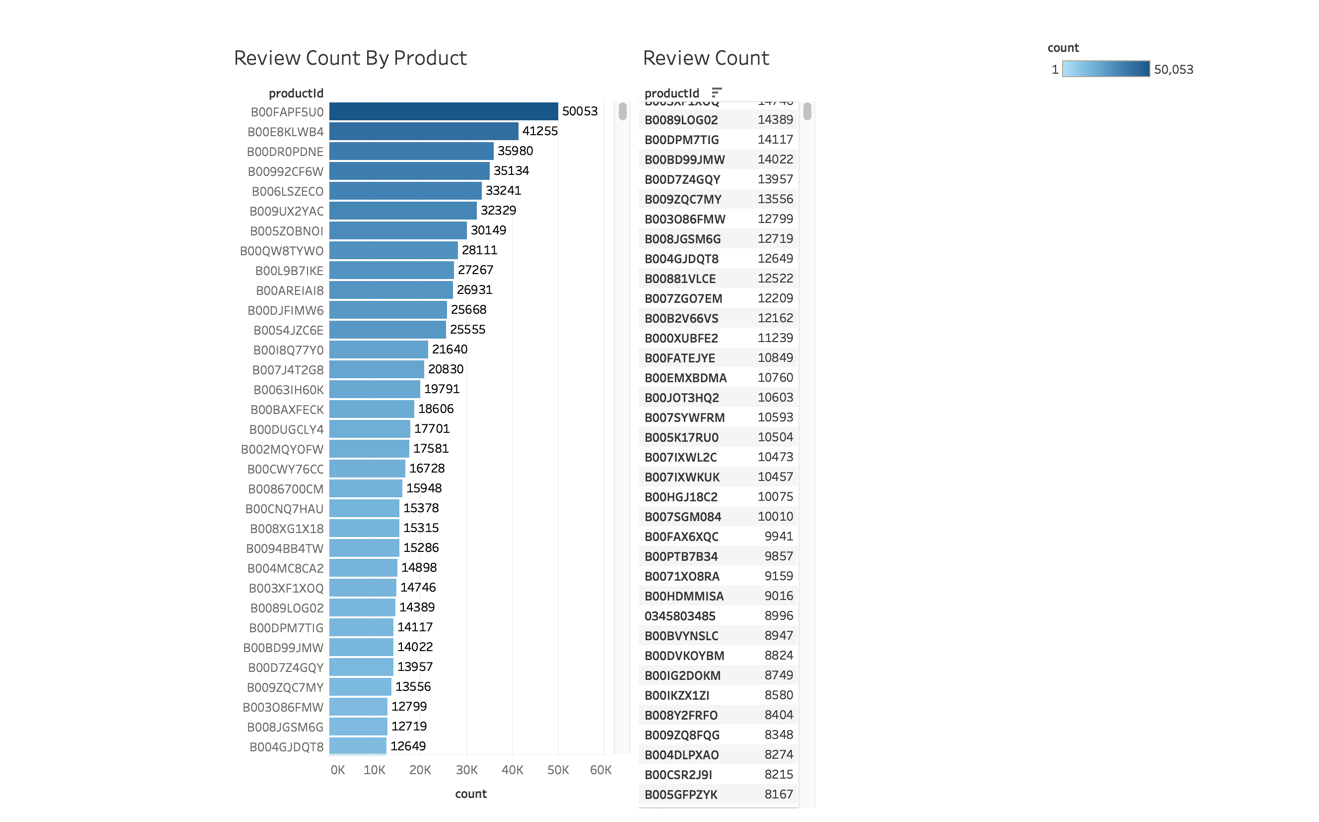 Review Count By Product
productId
B00FAPF5U0 50053
B00E8KLWB4 41255
B00DR0PDNE 35980
B00992CF6W 35134
B006LSZECO 33241
B009UX2YAC 32329
B005ZOBNOI 30149
B00QW8TYWO 28111
B00L9B7IKE 27267
B00AREIAI8 26931
B00DJFIMW6 25668
B0054JZC6E 25555
B00I8Q77Y0 21640
B007J4T2G8 20830
B0063IH60K 19791
B00BAXFECK 18606
B00DUGCLY4 17701
B002MQYOFW 17581
B00CWY76CC 16728
B0086700CM 15948
B00CNQ7HAU 15378
B008XG1X18 15315
B0094BB4TW 15286
B004MC8CA2 14898
B003XF1XOQ 14746
B0089LOG02 14389
B00DPM7TIG 14117
B00BD99JMW 14022
B00D7Z4GQY 13957
B009ZQC7MY 13556
B003O86FMW 12799
B008JGSM6G 12719
B004GJDQT8 12649
0K 10K 20K 30K 40K 50K 60K
count
Review Count
productId
B003XF1XOQ 14746
B0089LOG02 14389
B00DPM7TIG 14117
B00BD99JMW 14022
B00D7Z4GQY 13957
B009ZQC7MY 13556
B003O86FMW 12799
B008JGSM6G 12719
B004GJDQT8 12649
B00881VLCE 12522
B007ZGO7EM 12209
B00B2V66VS 12162
B000XUBFE2 11239
B00FATEJYE 10849
B00EMXBDMA 10760
B00JOT3HQ2 10603
B007SYWFRM 10593
B005K17RU0 10504
B007IXWL2C 10473
B007IXWKUK 10457
B00HGJ18C2 10075
B007SGM084 10010
B00FAX6XQC 9941
B00PTB7B34 9857
B0071XO8RA 9159
B00HDMMISA 9016
0345803485 8996
B00BVYNSLC 8947
B00DVKOYBM 8824
B00IG2DOKM 8749
B00IKZX1ZI 8580
B008Y2FRFO 8404
B009ZQ8FQG 8348
B004DLPXAO 8274
B00CSR2J9I 8215
B005GFPZYK 8167
count
1 50,053